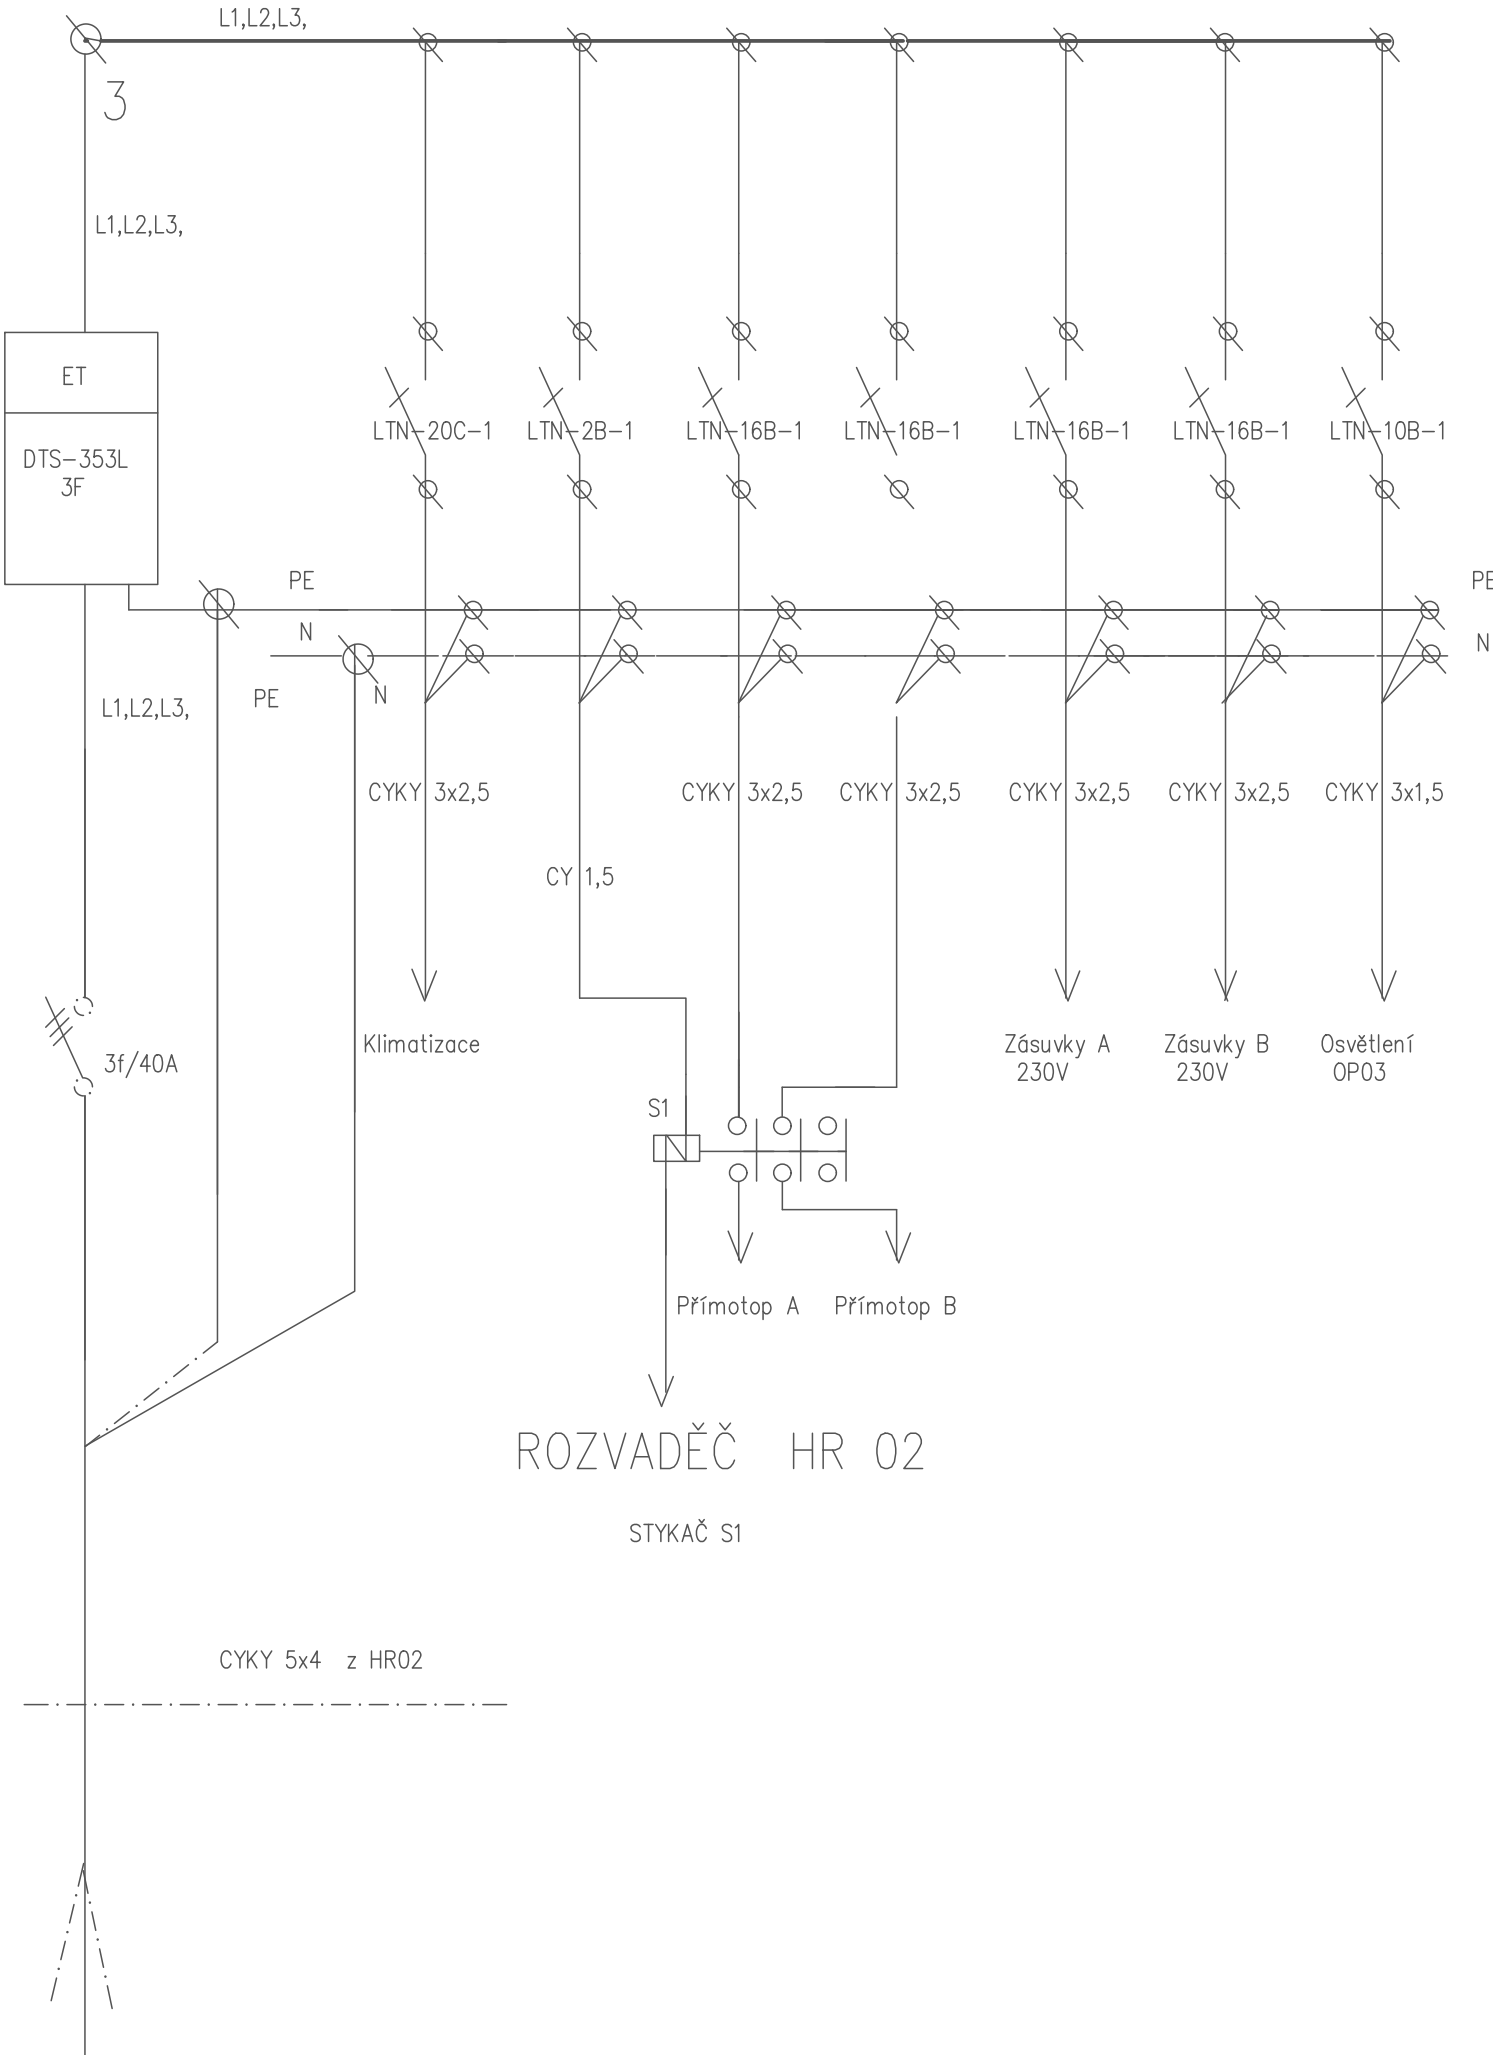 L1,L2,L3,
3
L1,L2,L3,
ET
DTS-353L
3F
LTN-20C-1 LTN-2B-1 LTN-16B-1 LTN-16B-1 LTN-16B-1 LTN-16B-1 LTN-10B-1
PE PE
N N
PE N
L1,L2,L3,
CYKY 3x2,5 CYKY 3x2,5 CYKY 3x2,5 CYKY 3x2,5 CYKY 3x2,5 CYKY 3x1,5
CY 1,5
3f/40A
Klimatizace
Zásuvky A
230V
Zásuvky B
230V
Osvětlení
OP03
S1
Přímotop A Přímotop B
ROZVADĚČ HR 02
STYKAČ S1
CYKY 5x4 z HR02